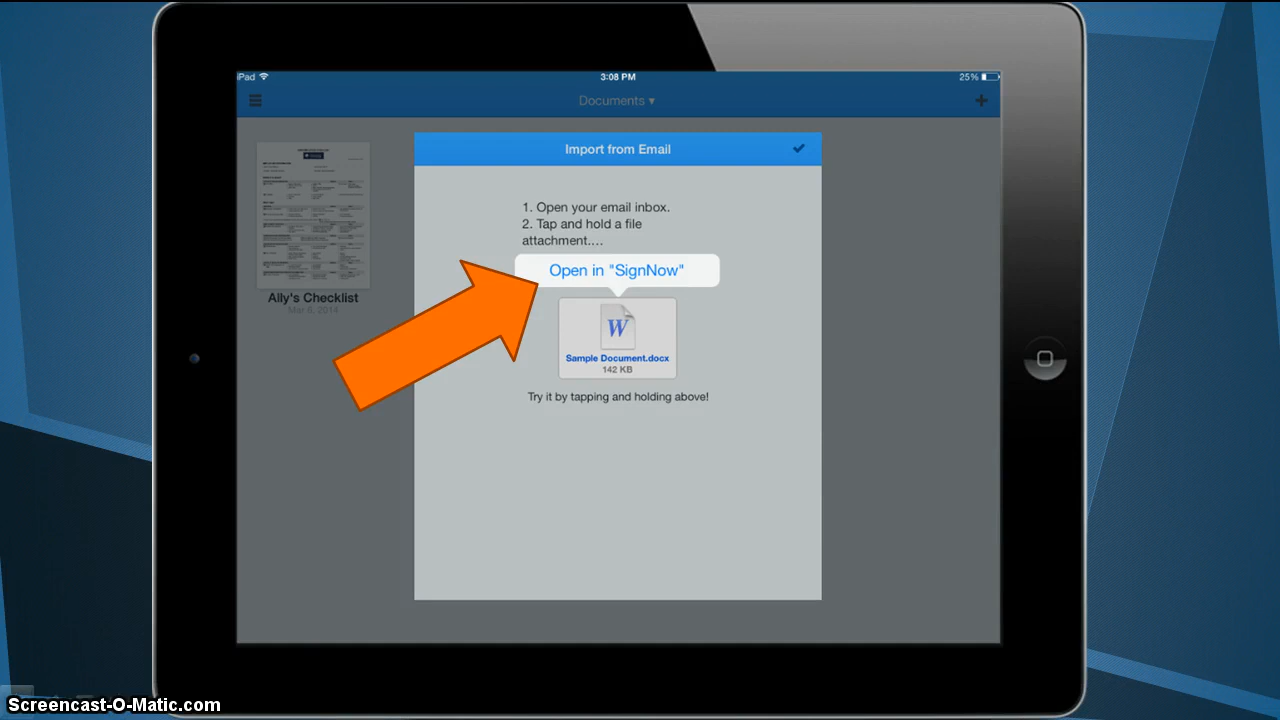 iPad
3:08 PM
25%
Documents ▾
Import from Email
1. Open your email inbox.
2. Tap and hold a file
attachment....
Open in "SignNow"
W
Sample Document.docx
142 KB
Try it by tapping and holding above!
Ally's Checklist
Mar 6, 2014
Screencast-O-Matic.com